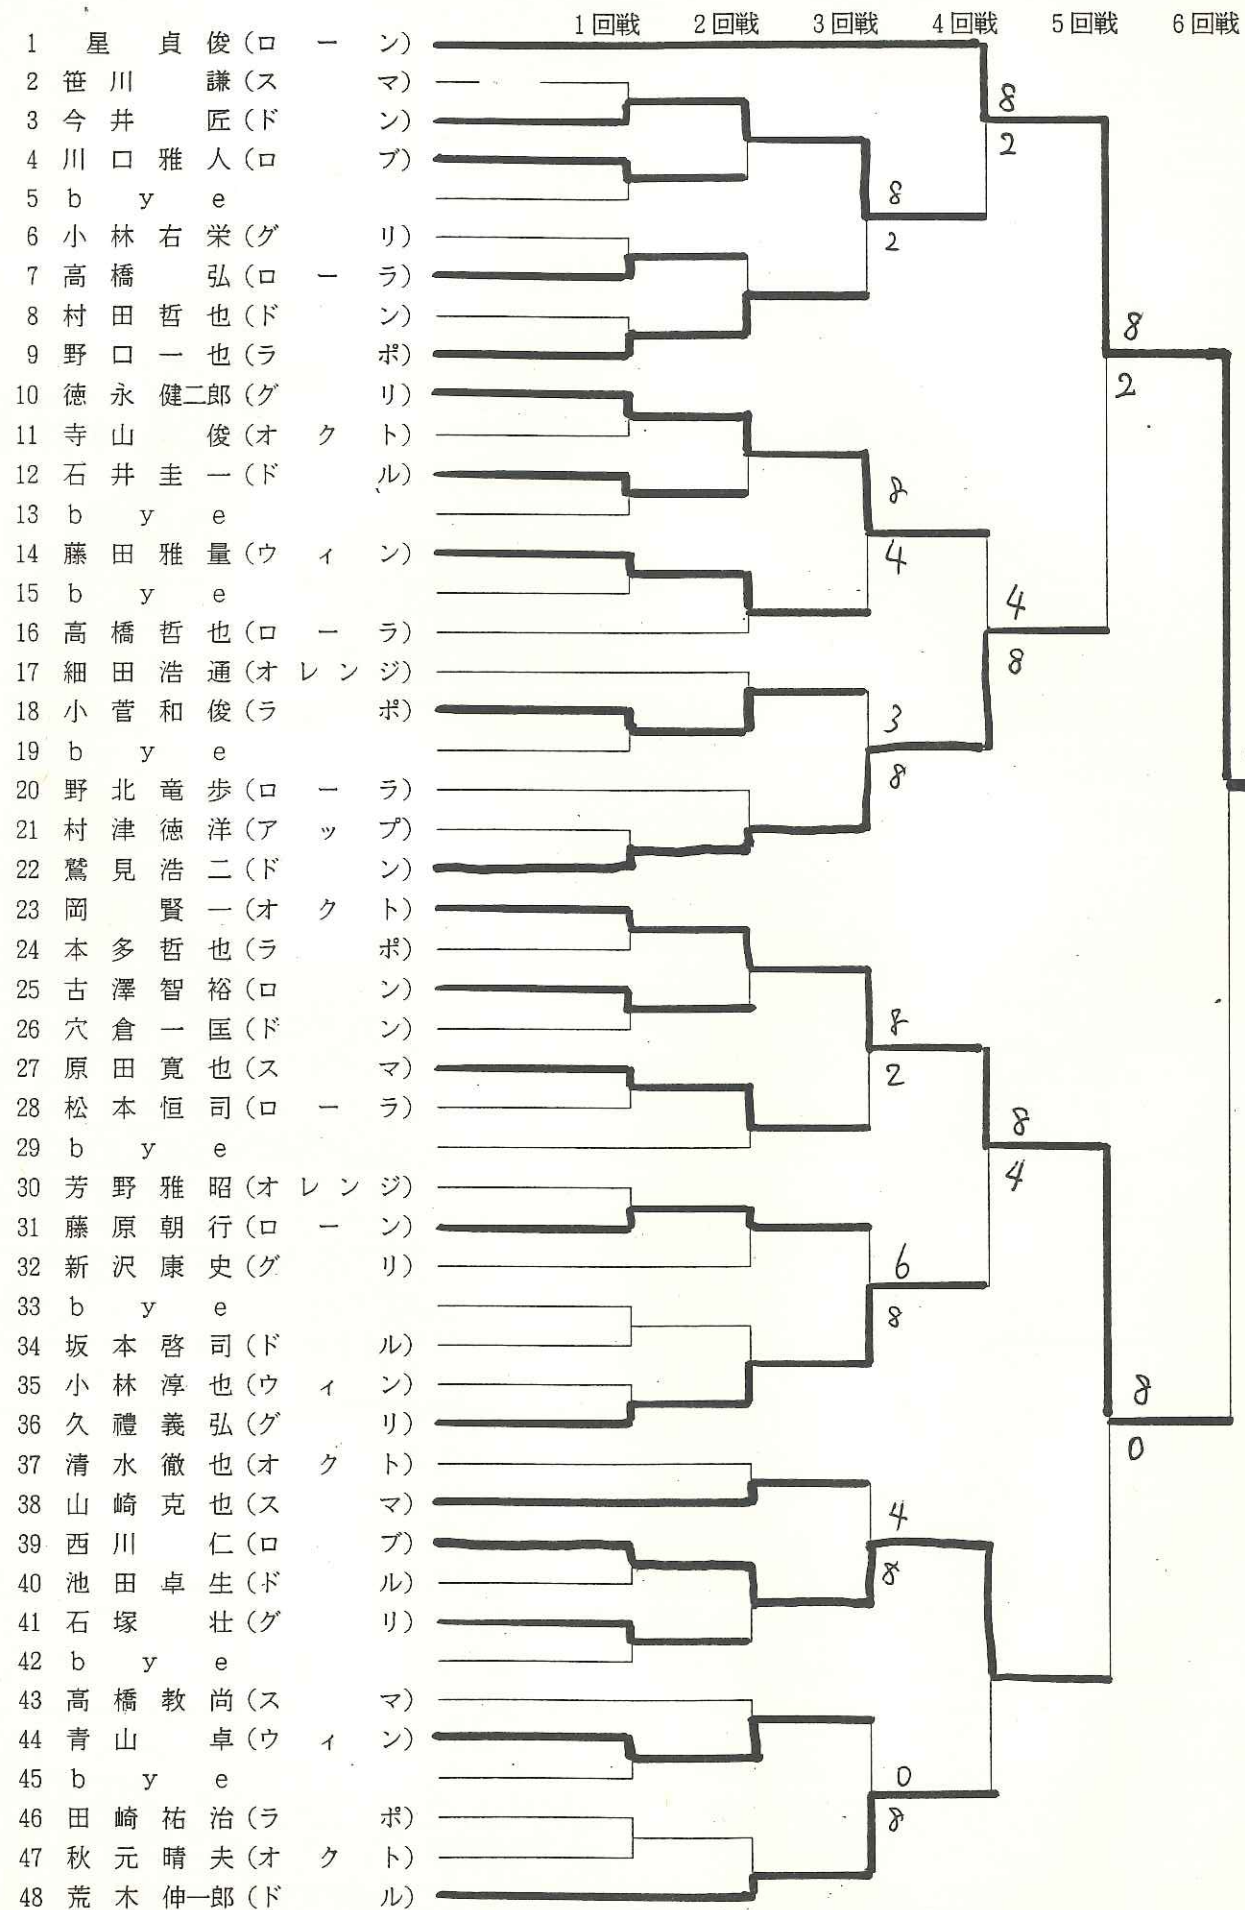 1回戦 2回戦 3回戦 4回戦 5回戦 6回戦
1 星 貞 俊(ローン)
2 笹川 謙(スマ)
3 今井 匠(ドン)
4 川口雅人(ロブ)
5 bye
6 小林右栄(グリ)
7 高橋 弘(ローラ)
8 村田哲也(ドン)
9 野口一也(ラポ)
10 徳永健二郎(グリ)
11 寺山 俊(オクト)
12 石井圭一(ドル)
13 bye
14 藤田雅量(ウィン)
15 bye
16 高橋哲也(ローラ)
17 細田浩通(オレンジ)
18 小菅和俊(ラポ)
19 bye
20 野北竜歩(ローラ)
21 村津徳洋(アップ)
22 鷲見浩二(ドン)
23 岡 賢一(オクト)
24 本多哲也(ラポ)
25 古澤智裕(ロン)
26 穴倉一匡(ドン)
27 原田寛也(スマ)
28 松本恒司(ローラ)
29 bye
30 芳野雅昭(オレンジ)
31 藤原朝行(ローン)
32 新沢康史(グリ)
33 bye
34 坂本啓司(ドル)
35 小林淳也(ウィン)
36 久禮義弘(グリ)
37 清水徹也(オクト)
38 山崎克也(スマ)
39 西川 仁(ロブ)
40 池田卓生(ドル)
41 石塚 壮(グリ)
42 bye
43 高橋教尚(スマ)
44 青山 卓(ウィン)
45 bye
46 田崎祐治(ラポ)
47 秋元晴夫(オクト)
48 荒木伸一郎(ドル)
8
2
8
2
8
4
3
8
8
2
6
8
4
8
0
8
4
8
8
4
8
2
8
0